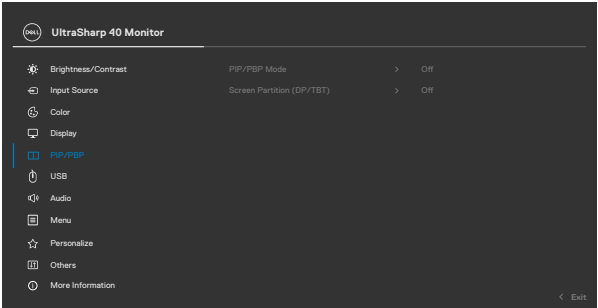 DELL UltraSharp 40 Monitor
Brightness/Contrast PIP/PBP Mode > Off
Input Source Screen Partition (DP/TBT) > Off
Color
Display
PIP/PBP
USB
Audio
Menu
Personalize
Others
More Information
< Exit